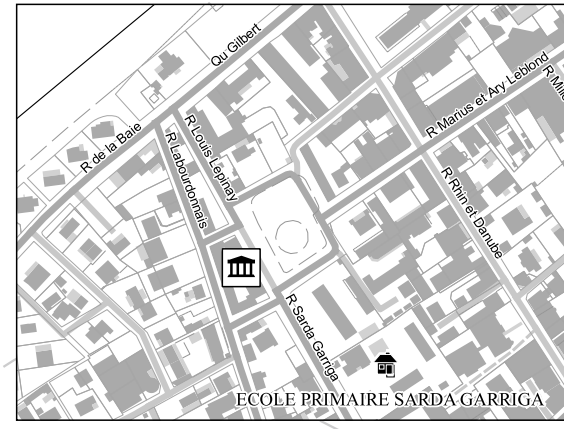 Qu Gilbert
R de la Baie
R Louis Lepinay
R Labourdonnais
R Marius et Ary Leblond
R Rhin et Danube
R Sarda Garriga
ECOLE PRIMAIRE SARDA GARRIGA